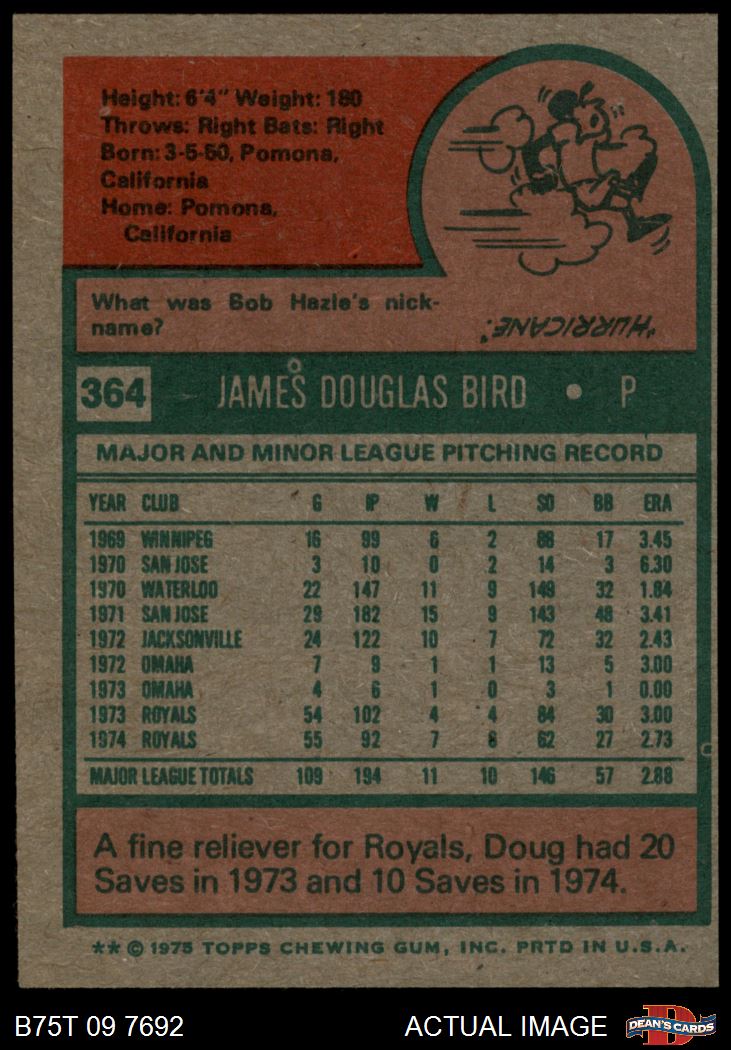 Height: 6'4" Weight: 180
Throws: Right Bats: Right
Born: 3-5-50, Pomona,
California
Home: Pomona,
California
What was Bob Hazle's nick-
name?
"HURRICANE."
364 JAMES DOUGLAS BIRD • P
MAJOR AND MINOR LEAGUE PITCHING RECORD
YEAR CLUB G IP W L SO BB ERA
1969 WINNIPEG 16 99 6 2 88 17 3.45
1970 SAN JOSE 3 10 0 2 14 3 6.30
1970 WATERLOO 22 147 11 9 149 32 1.84
1971 SAN JOSE 29 182 15 9 143 48 3.41
1972 JACKSONVILLE 24 122 10 7 72 32 2.43
1972 OMAHA 7 9 1 1 13 5 3.00
1973 OMAHA 4 6 1 0 3 1 0.00
1973 ROYALS 54 102 4 4 84 30 3.00
1974 ROYALS 55 92 7 6 62 27 2.73
MAJOR LEAGUE TOTALS 109 194 11 10 146 57 2.88
A fine reliever for Royals, Doug had 20
Saves in 1973 and 10 Saves in 1974.
** © 1975 TOPPS CHEWING GUM, INC. PRTD IN U.S.A.
B75T 09 7692 ACTUAL IMAGE DEAN'S CARDS